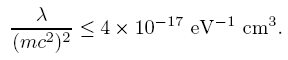 λ / (mc²)² ≤ 4 × 10⁻¹⁷ eV⁻¹ cm³.